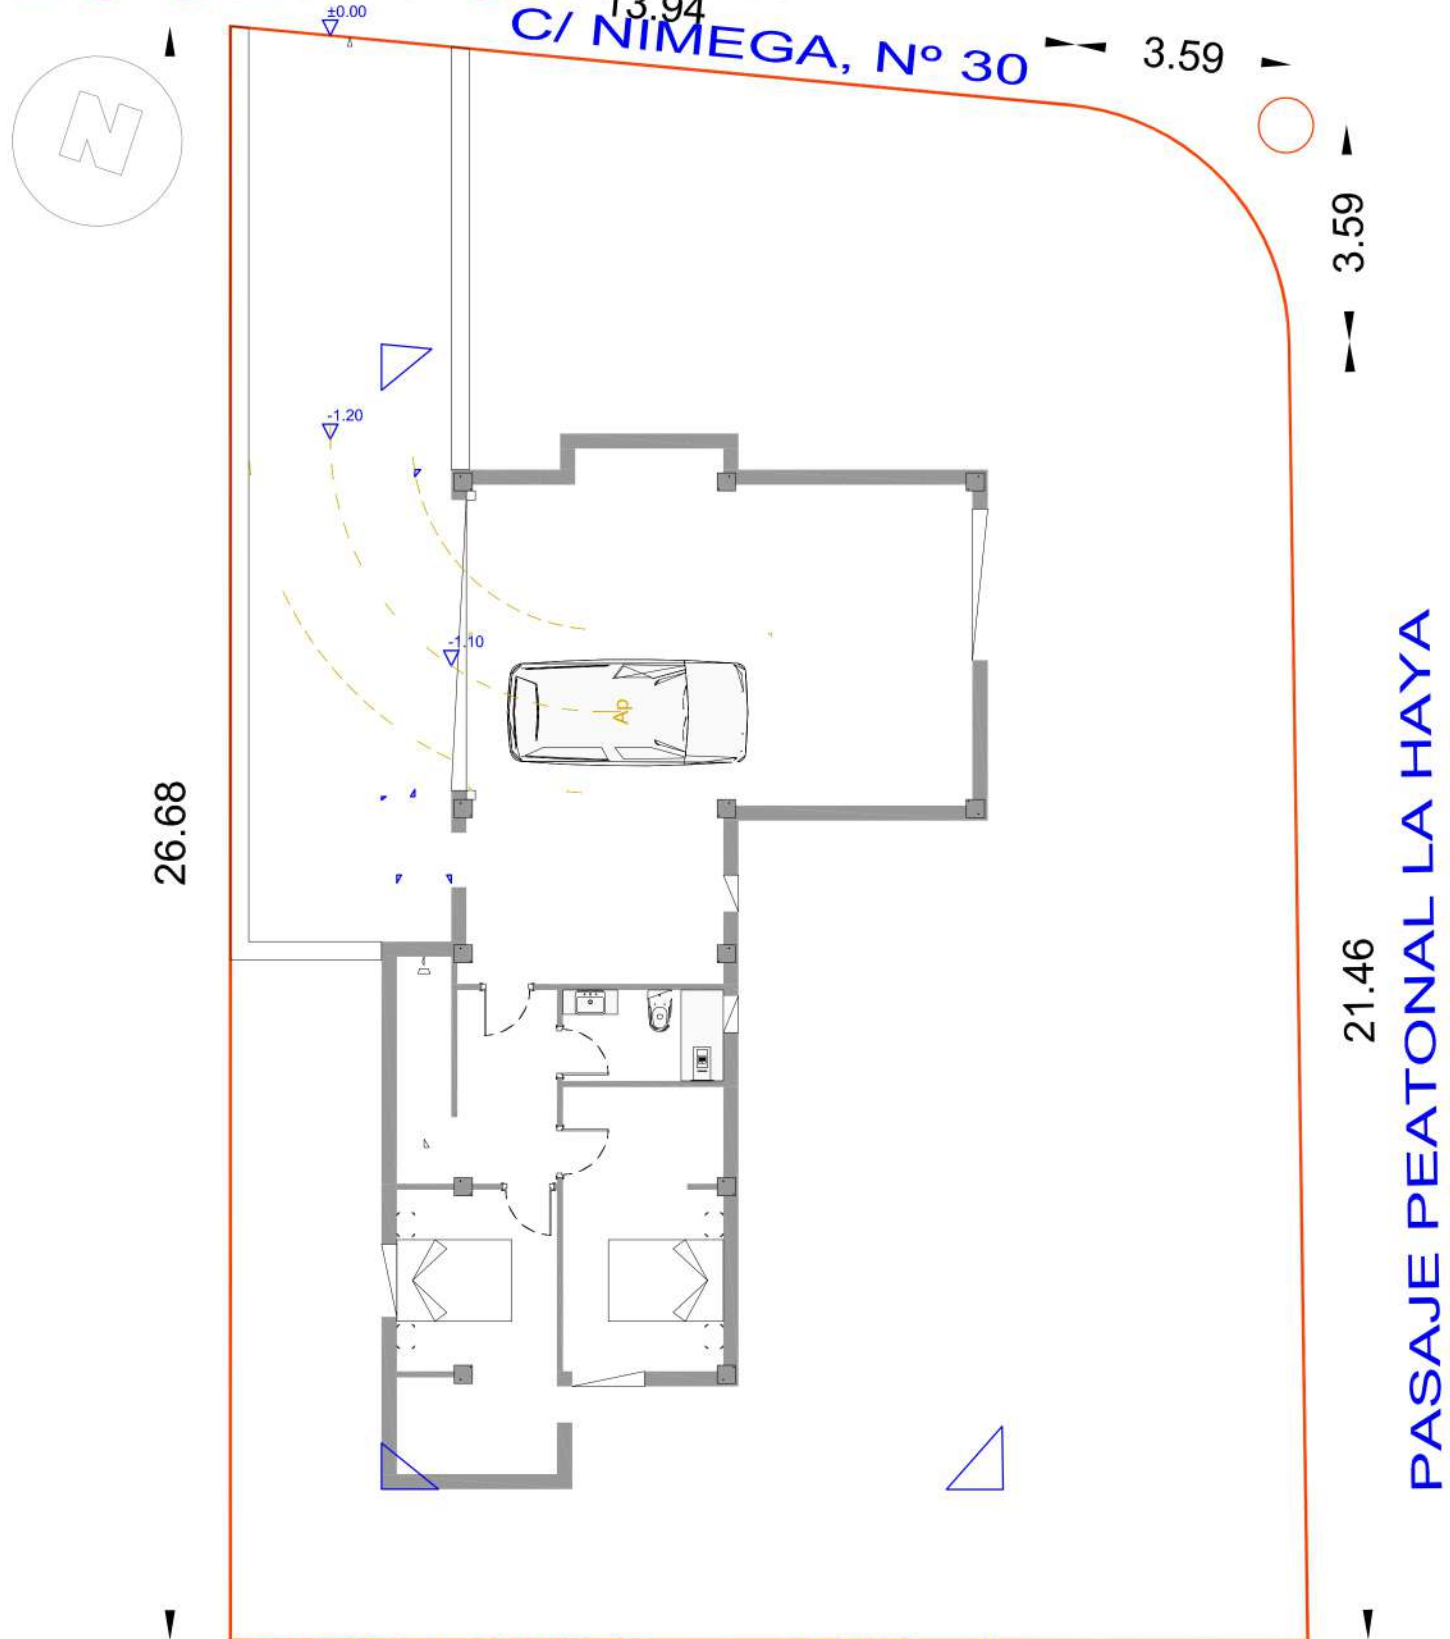 ±0.00
13.94
C/ NIMEGA, Nº 30
3.59
N
3.59
-1.20
-1.10
Ap
26.68
21.46
PASAJE PEATONAL LA HAYA